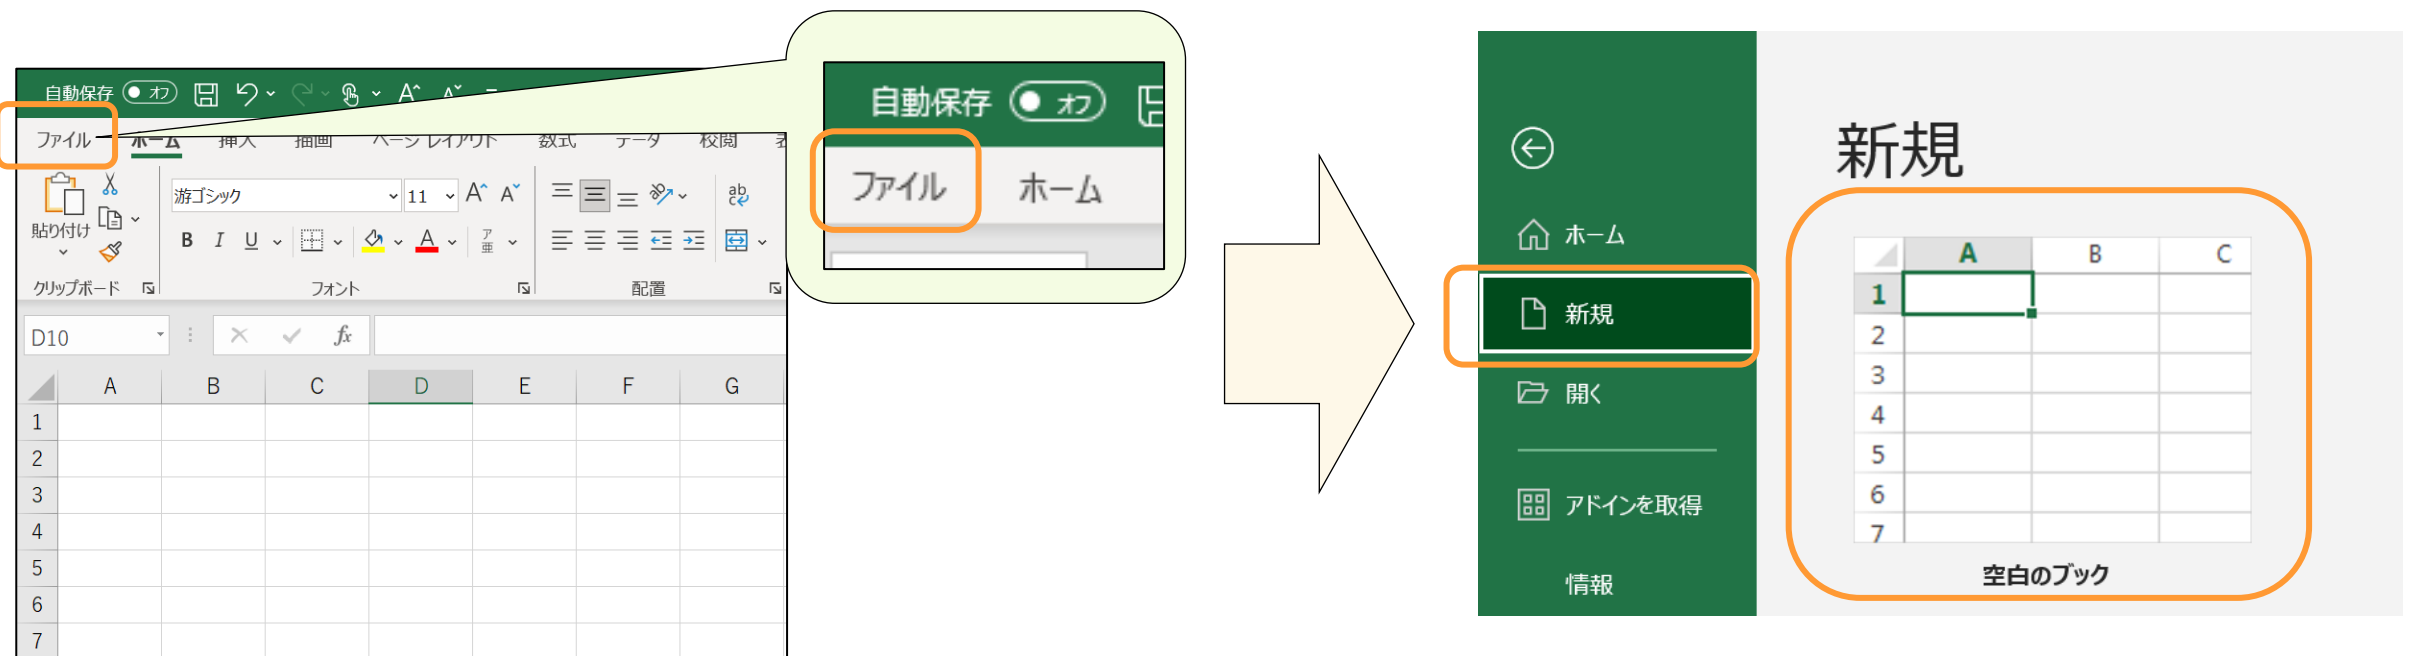 自動保存 オフ
ファイル ホーム 挿入 描画 ページ レイアウト 数式 データ 校閲
貼り付け
游ゴシック 11 A A ab c
B I U A ア 亜
クリップボード フォント 配置
D10 fx
A B C D E F G
1
2
3
4
5
6
7
自動保存 オフ
ファイル ホーム
新規
ホーム
新規
開く
アドインを取得
情報
A B C
1
2
3
4
5
6
7
空白のブック